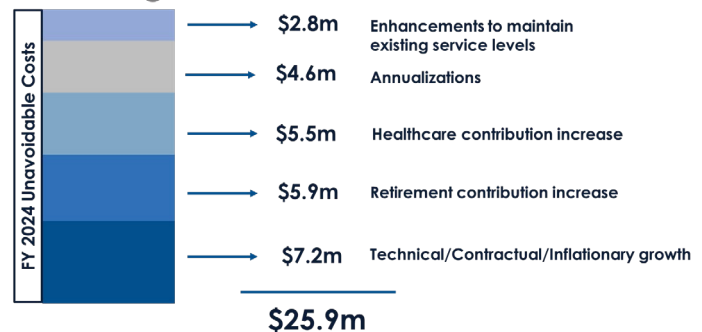 FY 2024 Unavoidable Costs
$2.8m Enhancements to maintain
existing service levels
$4.6m Annualizations
$5.5m Healthcare contribution increase
$5.9m Retirement contribution increase
$7.2m Technical/Contractual/Inflationary growth
$25.9m